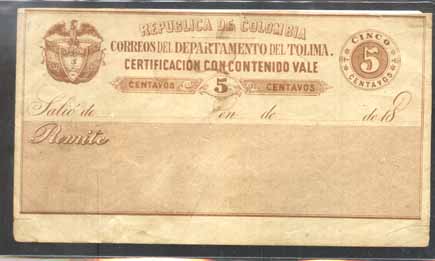 REPUBLICA DE COLOMBIA
CORREOS DEL DEPARTAMENTO DEL TOLIMA.
CERTIFICACIÓN CON CONTENIDO VALE
CENTAVOS 5 CENTAVOS
CINCO
5
CENTAVOS
Salió de en de de 18
Remite